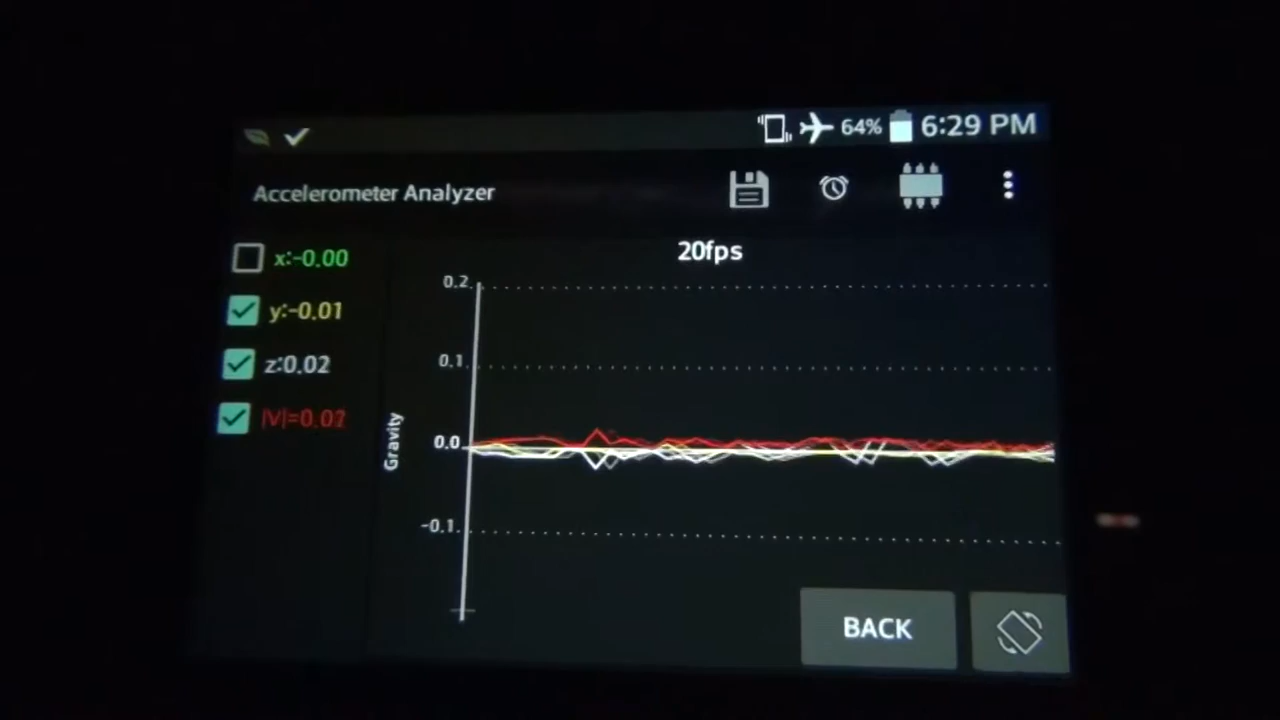 64% 6:29 PM
Accelerometer Analyzer
x:-0.00
y:-0.01
z:0.02
|V|=0.02
20fps
0.2
0.1
0.0
-0.1
Gravity
BACK